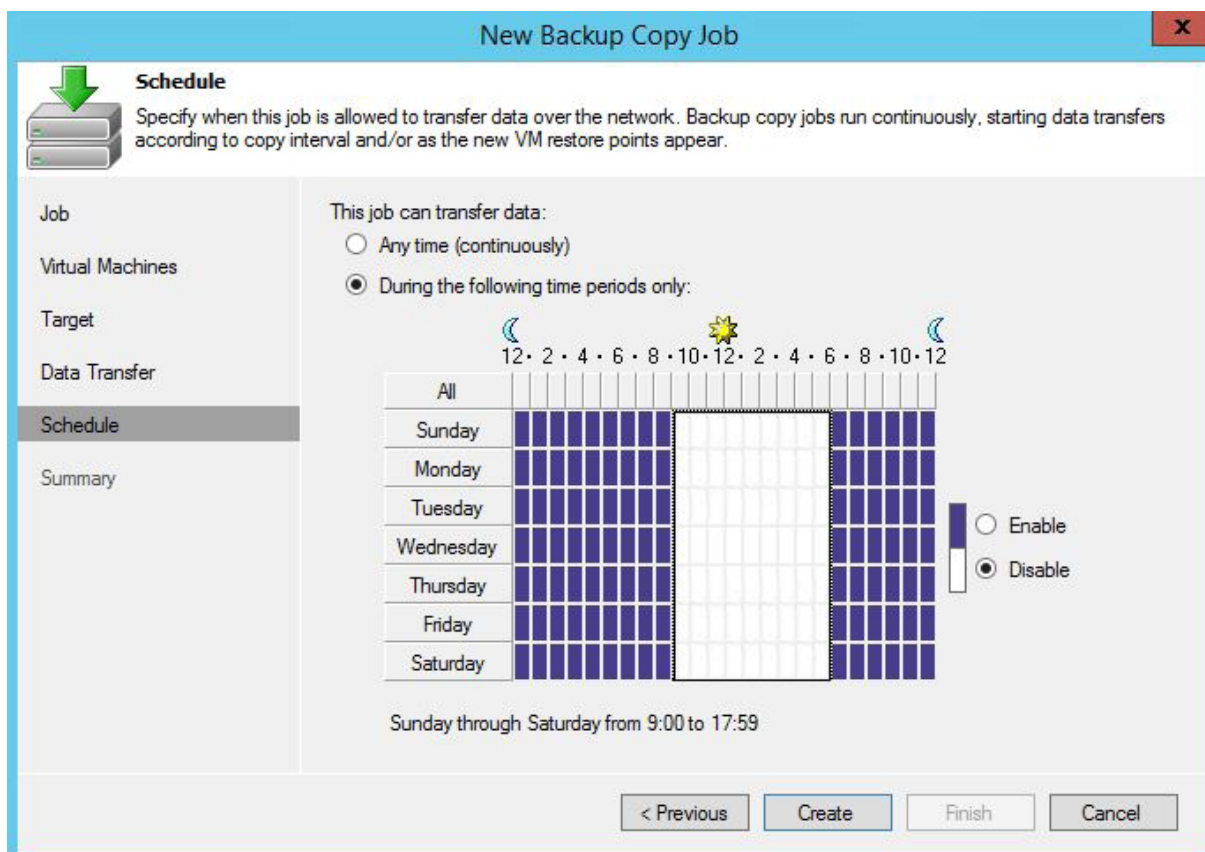 New Backup Copy Job
x
Schedule
Specify when this job is allowed to transfer data over the network. Backup copy jobs run continuously, starting data transfers
according to copy interval and/or as the new VM restore points appear.
Job
Virtual Machines
Target
Data Transfer
Schedule
Summary
This job can transfer data:
Any time (continuously)
During the following time periods only:
12 · 2 · 4 · 6 · 8 · 10 · 12 · 2 · 4 · 6 · 8 · 10 · 12
All
Sunday
Monday
Tuesday
Wednesday
Thursday
Friday
Saturday
Enable
Disable
Sunday through Saturday from 9:00 to 17:59
< Previous
Create
Finish
Cancel